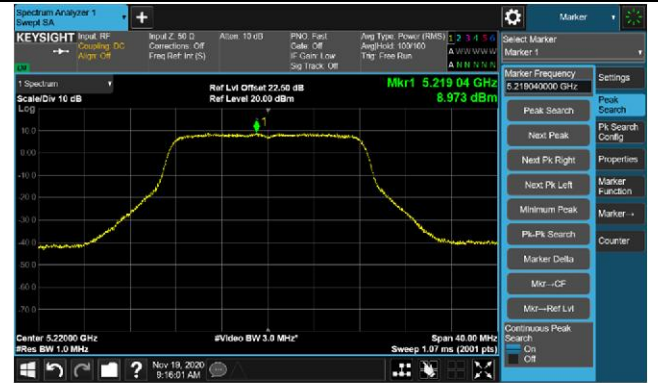 Spectrum Analyzer 1
Swept SA
+
Marker
KEYSIGHT
Input: RF
Coupling: DC
Align: Off
Input Z: 50 Ω
Corrections: Off
Freq Ref: Int (S)
Atten: 10 dB
PNO: Fast
Gate: Off
IF Gain: Low
Sig Track: Off
Avg Type: Power (RMS)
Avg|Hold: 100/100
Trig: Free Run
1 2 3 4 5 6
A W W W W W
A N N N N N
Select Marker
Marker 1
1 Spectrum
Scale/Div 10 dB
Log
Ref Lvl Offset 22.50 dB
Ref Level 20.00 dBm
Mkr1 5.219 04 GHz
8.973 dBm
1
10.0
0.00
-10.0
-20.0
-30.0
-40.0
-50.0
-60.0
-70.0
Center 5.22000 GHz
#Res BW 1.0 MHz
#Video BW 3.0 MHz*
Span 40.00 MHz
Sweep 1.07 ms (2001 pts)
Marker Frequency
5.219040000 GHz
Peak Search
Next Peak
Next Pk Right
Next Pk Left
Minimum Peak
Pk-Pk Search
Marker Delta
Mkr→CF
Mkr→Ref Lvl
Continuous Peak
Search
On
Off
Settings
Peak
Search
Pk Search
Config
Properties
Marker
Function
Marker→
Counter
?
Nov 19, 2020
9:16:01 AM